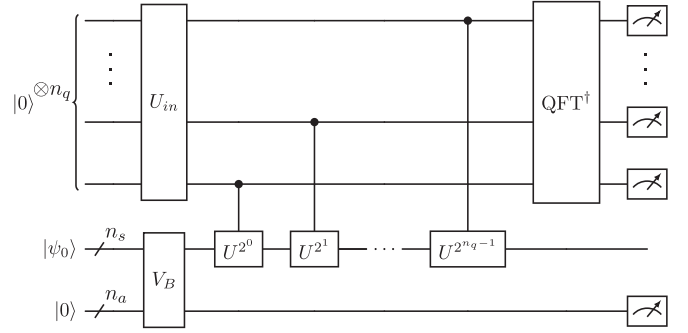 |0⟩^{⊗n_q}
U_{in}
QFT^†
|ψ_0⟩ n_s
V_B
U^{2^0} U^{2^1} ⋯ U^{2^{n_q−1}}
|0⟩ n_a